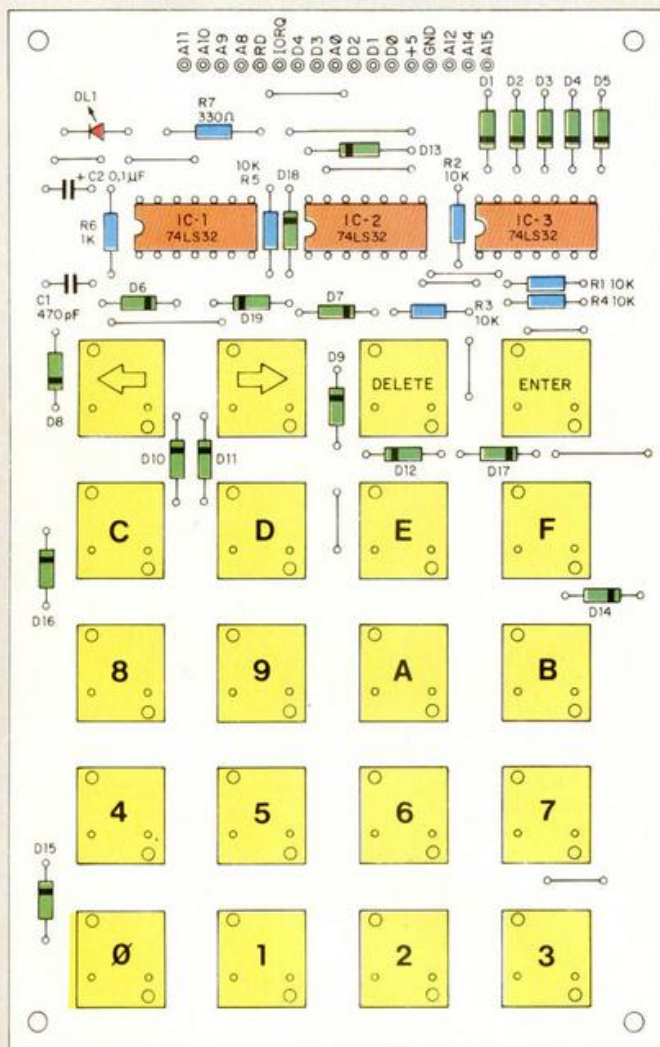 A11 A10 A9 A8 RD IORQ D4 D3 A0 D2 D1 D0 +5 GND A12 A14 A15
D1 D2 D3 D4 D5
DL1
R7
330Ω
D13
+ C2 0,1µF
10K D18
R5
R2
10K
R6
1K
IC-1
74LS32
IC-2
74LS32
IC-3
74LS32
C1
470pF
D6
D19
D7
R3
10K
R1 10K
R4 10K
D8
D9
DELETE
ENTER
D10 D11
D12
D17
C D E F
D16
D14
8 9 A B
4 5 6 7
D15
Ø 1 2 3